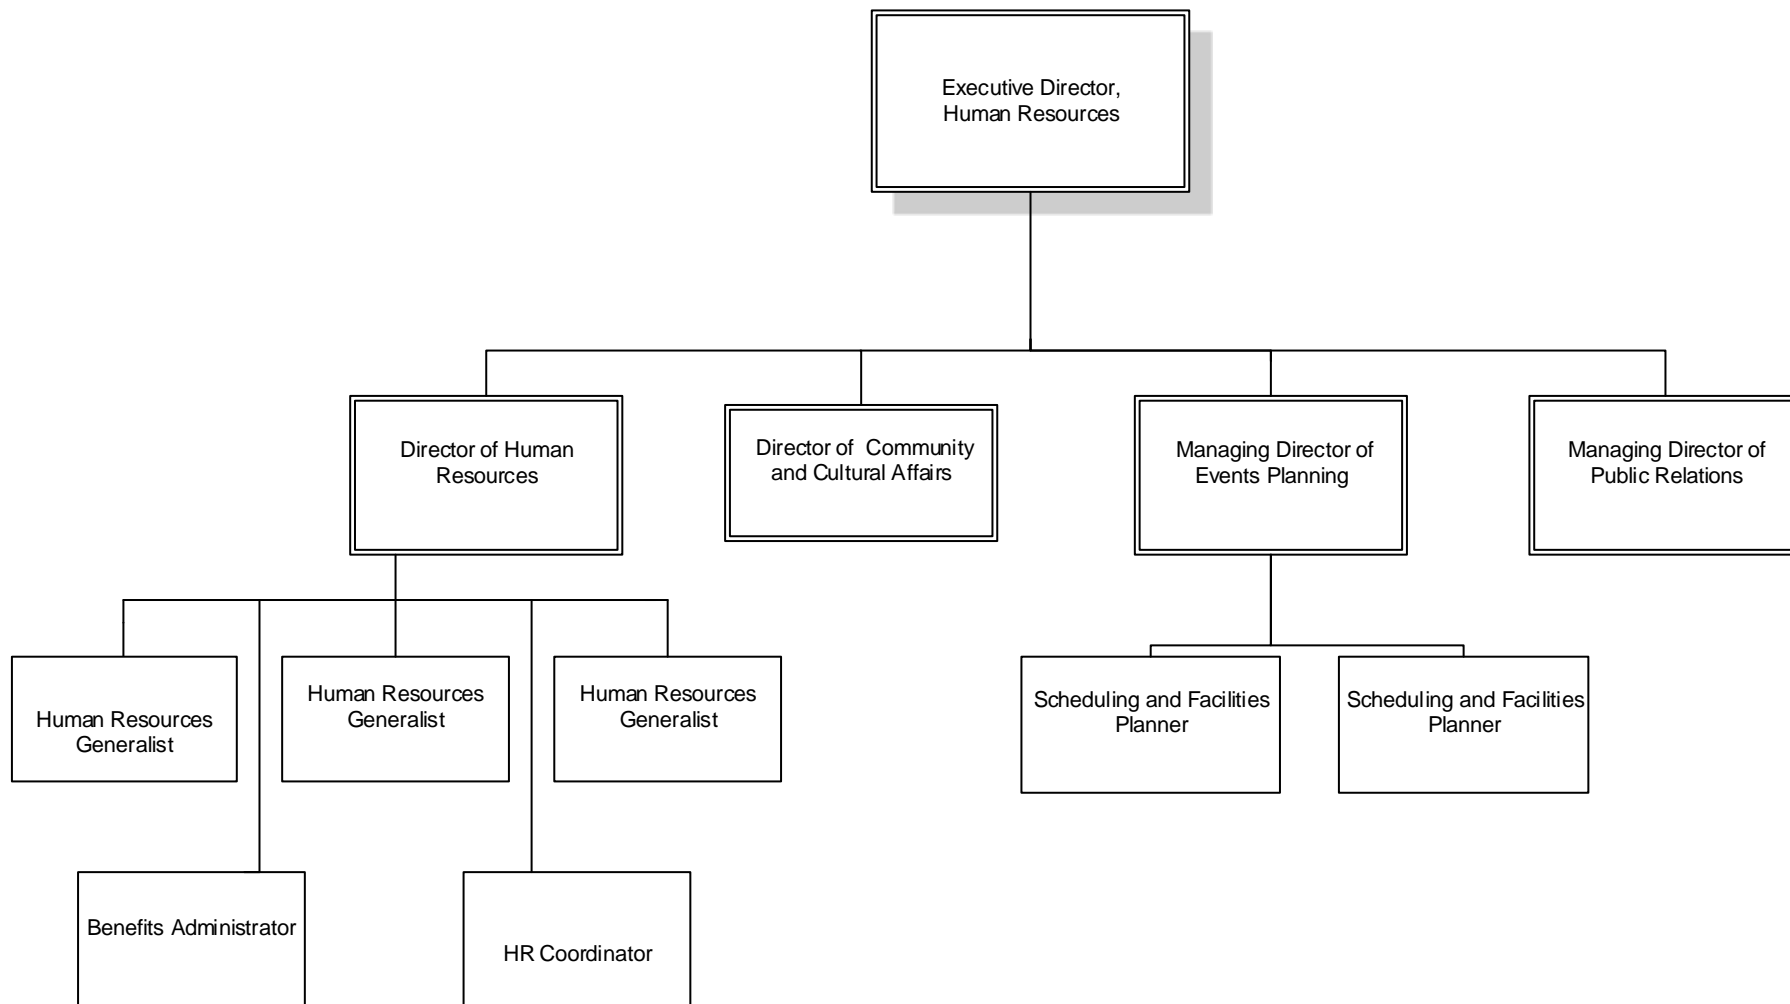 Executive Director,
Human Resources
Director of Human
Resources
Director of  Community
and Cultural Affairs
Managing Director of
Events Planning
Managing Director of
Public Relations
Human Resources
Generalist
Human Resources
Generalist
Human Resources
Generalist
Scheduling and Facilities
Planner
Scheduling and Facilities
Planner
Benefits Administrator
HR Coordinator